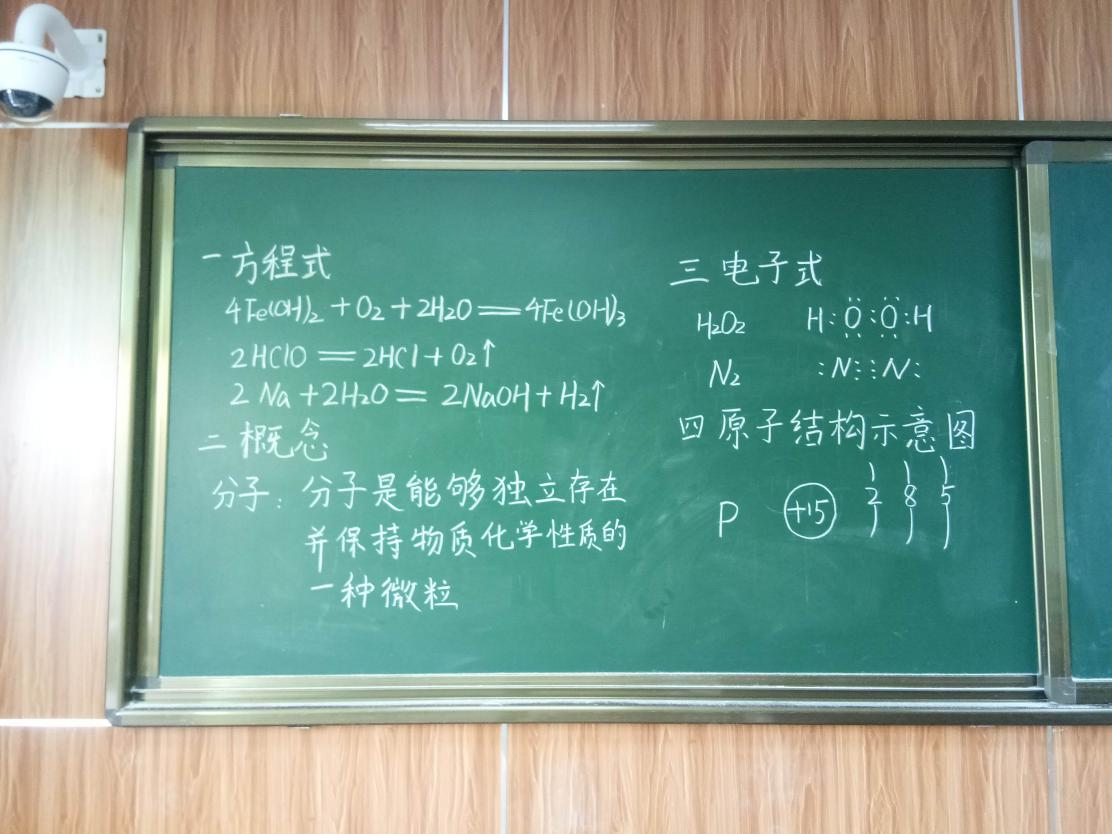 一 方程式
4Fe(OH)₂ + O₂ + 2H₂O == 4Fe(OH)₃
2HClO == 2HCl + O₂↑
2Na + 2H₂O == 2NaOH + H₂↑
二 概念
分子：分子是能够独立存在
并保持物质化学性质的
一种微粒
三 电子式
H₂O₂ H:Ö:Ö:H
N₂ :N⋮⋮N:
四 原子结构示意图
P +15 2 8 5